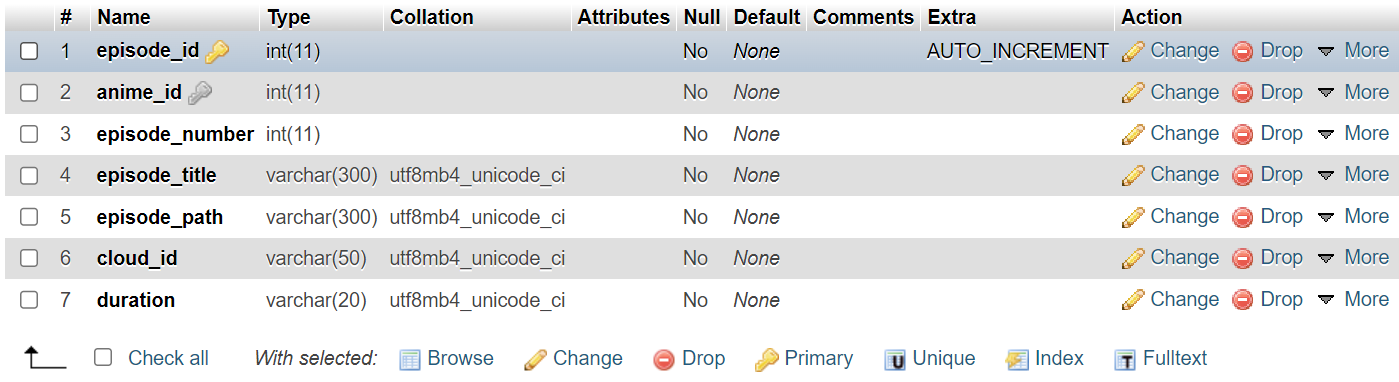 # Name Type Collation Attributes Null Default Comments Extra Action
1 episode_id int(11) No None AUTO_INCREMENT Change Drop More
2 anime_id int(11) No None Change Drop More
3 episode_number int(11) No None Change Drop More
4 episode_title varchar(300) utf8mb4_unicode_ci No None Change Drop More
5 episode_path varchar(300) utf8mb4_unicode_ci No None Change Drop More
6 cloud_id varchar(50) utf8mb4_unicode_ci No None Change Drop More
7 duration varchar(20) utf8mb4_unicode_ci No None Change Drop More
Check all With selected: Browse Change Drop Primary U Unique Index T Fulltext